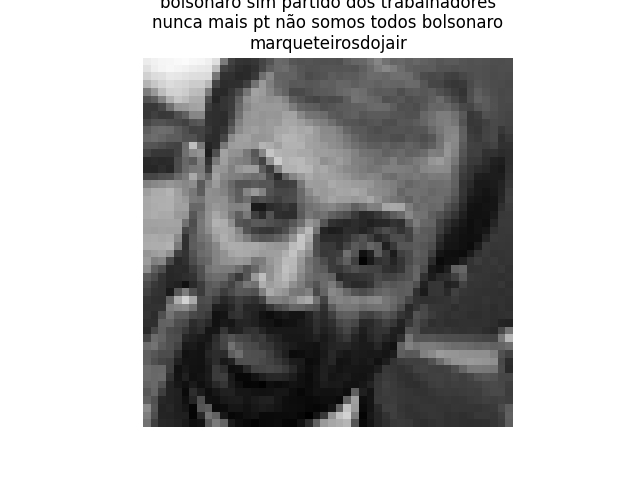 bolsonaro sim partido dos trabalhadores
nunca mais pt não somos todos bolsonaro
marqueteirosdojair